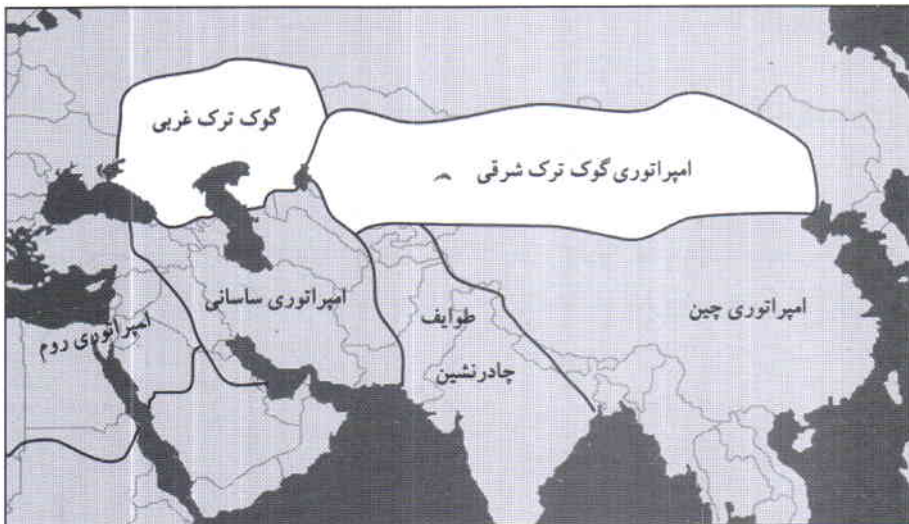 گوک ترک غربی
امپراتوری گوک ترک شرقی
امپراتوری چین
طوایف
چادرنشین
امپراتوری ساسانی
امپراتوری روم